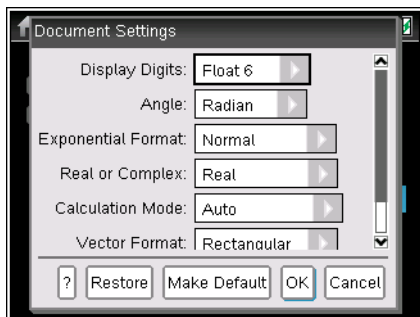 Document Settings
Display Digits: Float 6
Angle: Radian
Exponential Format: Normal
Real or Complex: Real
Calculation Mode: Auto
Vector Format: Rectangular
? Restore Make Default OK Cancel